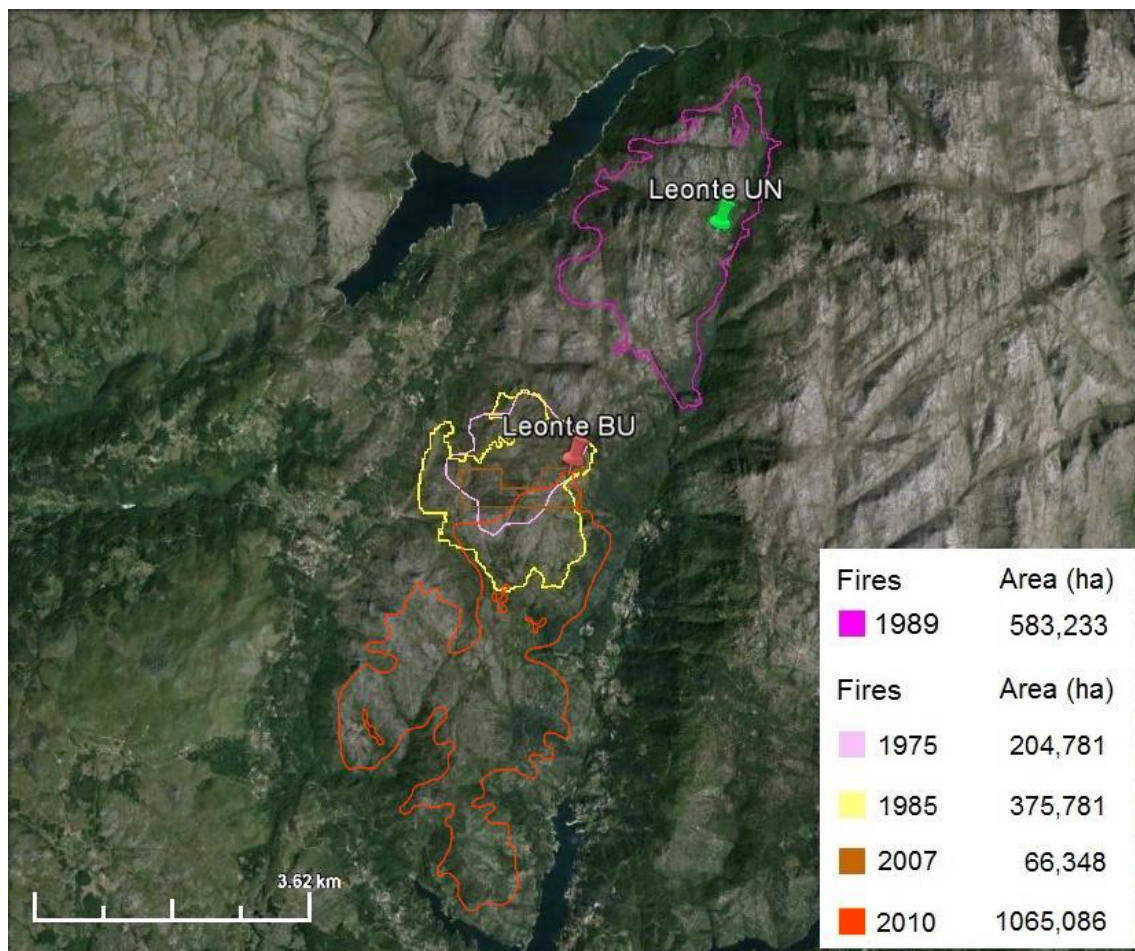 Leonte UN
Leonte BU
Fires Area (ha)
1989 583,233
Fires Area (ha)
1975 204,781
1985 375,781
2007 66,348
2010 1065,086
3.62 km